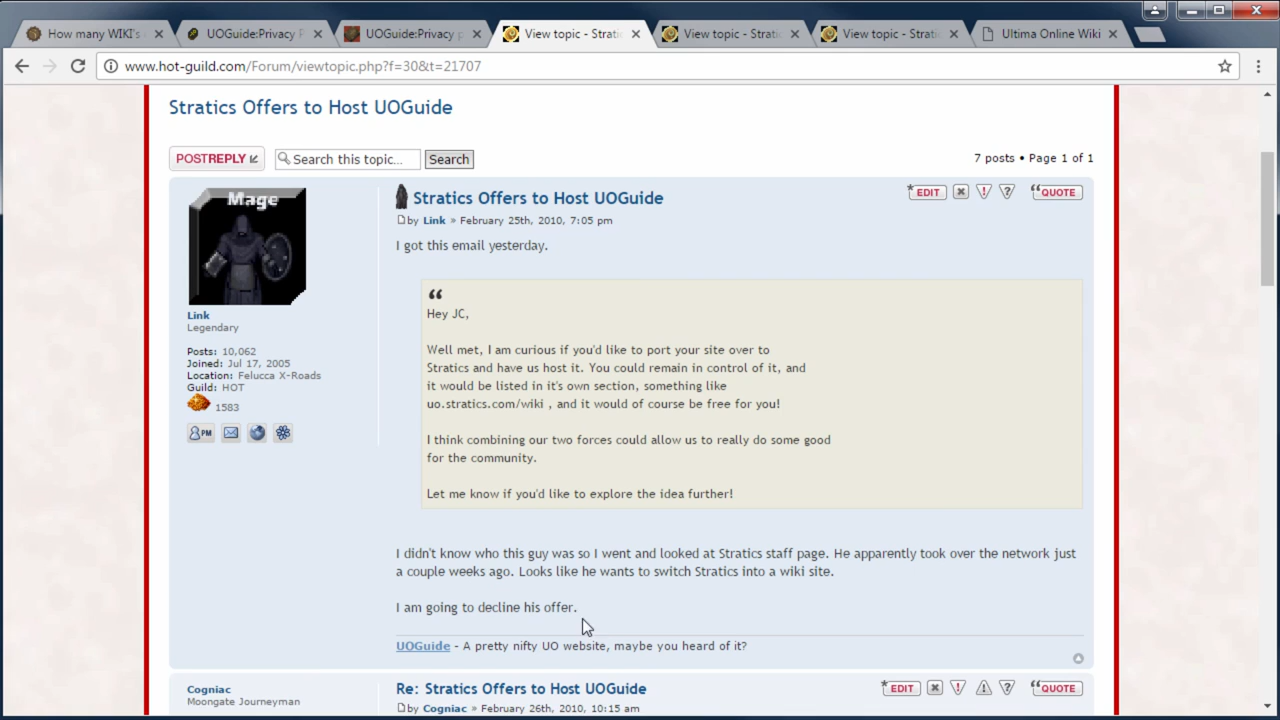 How many WIKI's
UOGuide:Privacy P
UOGuide:Privacy p
View topic - Strati
View topic - Strati
View topic - Strati
Ultima Online Wiki
www.hot-guild.com/Forum/viewtopic.php?f=30&t=21707
Stratics Offers to Host UOGuide
POSTREPLY
Search this topic...
Search
7 posts • Page 1 of 1
Mage
Stratics Offers to Host UOGuide
EDIT
QUOTE
by Link » February 25th, 2010, 7:05 pm
I got this email yesterday.
Hey JC,
Well met, I am curious if you'd like to port your site over to
Stratics and have us host it. You could remain in control of it, and
it would be listed in it's own section, something like
uo.stratics.com/wiki , and it would of course be free for you!
I think combining our two forces could allow us to really do some good
for the community.
Let me know if you'd like to explore the idea further!
Link
Legendary
Posts: 10,062
Joined: Jul 17, 2005
Location: Felucca X-Roads
Guild: HOT
1583
PM
I didn't know who this guy was so I went and looked at Stratics staff page. He apparently took over the network just
a couple weeks ago. Looks like he wants to switch Stratics into a wiki site.
I am going to decline his offer.
UOGuide - A pretty nifty UO website, maybe you heard of it?
Cogniac
Moongate Journeyman
Re: Stratics Offers to Host UOGuide
EDIT
QUOTE
by Cogniac » February 26th, 2010, 10:15 am